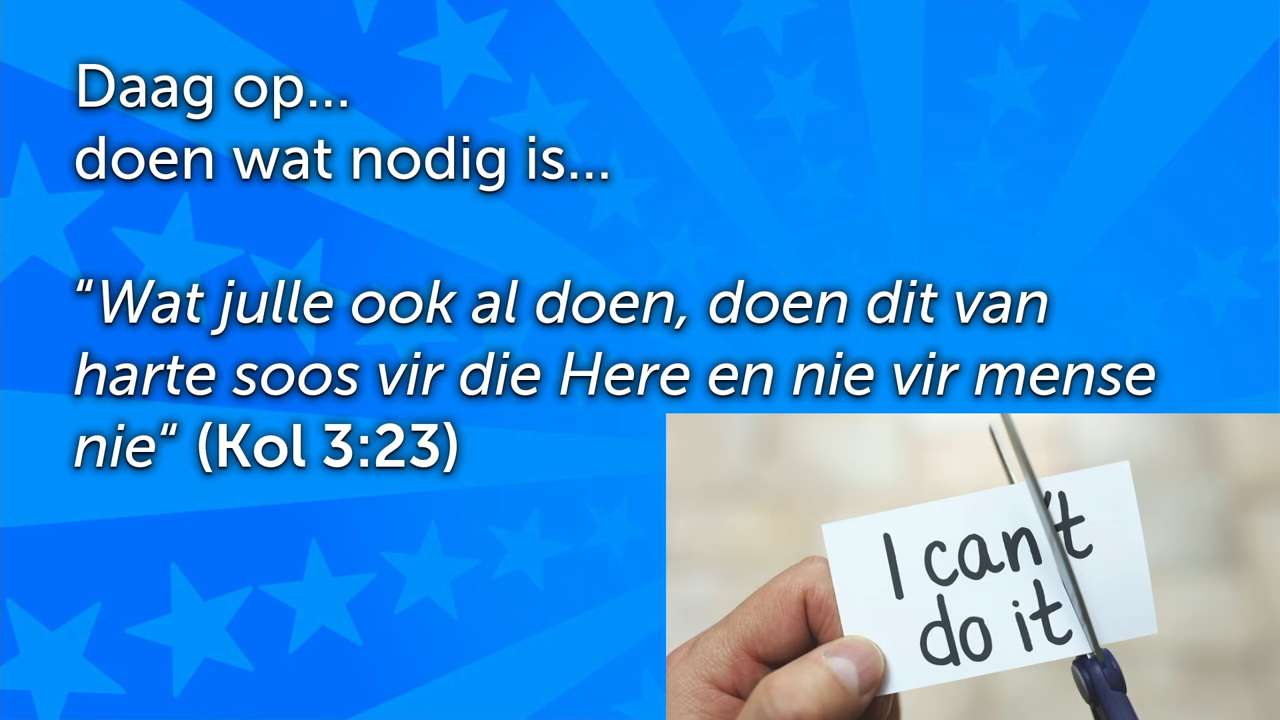 Daag op...
doen wat nodig is...
“Wat julle ook al doen, doen dit van
harte soos vir die Here en nie vir mense
nie“ (Kol 3:23)
I can't
do it